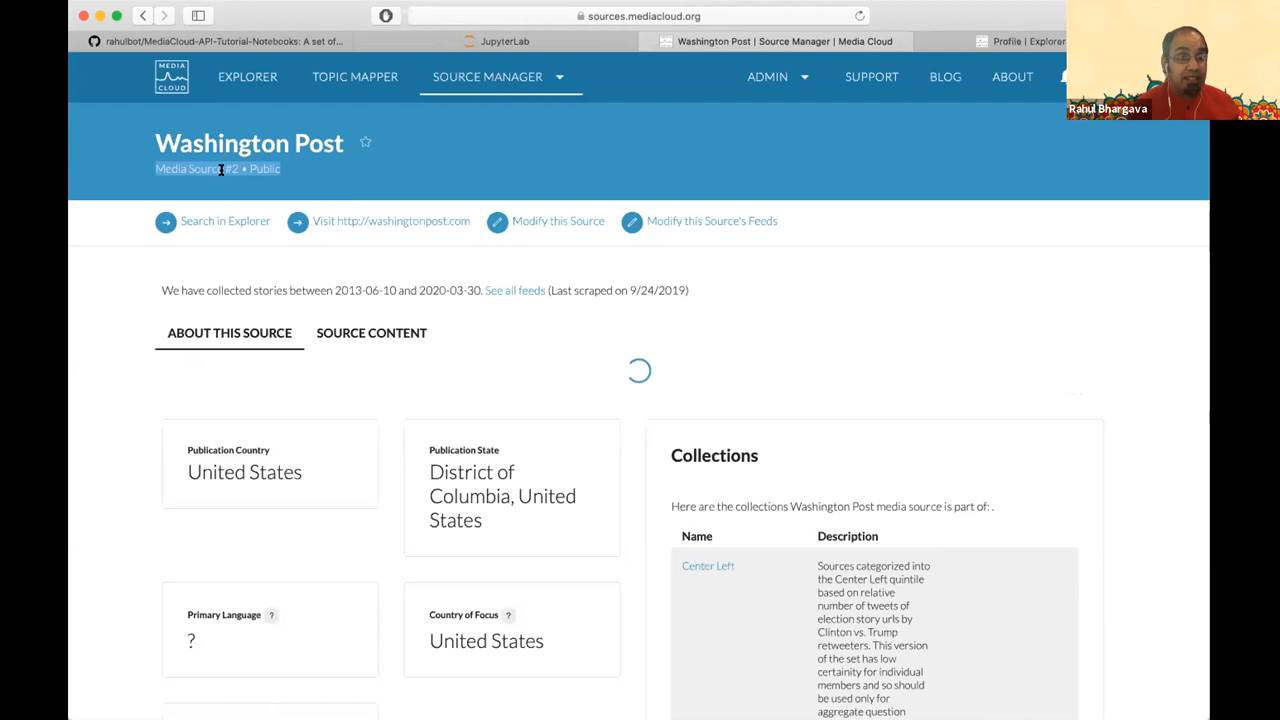 sources.mediacloud.org
rahulbot/MediaCloud-API-Tutorial-Notebooks: A set of...
JupyterLab
Washington Post | Source Manager | Media Cloud
Profile | Explorer
MEDIA
CLOUD
EXPLORER
TOPIC MAPPER
SOURCE MANAGER
ADMIN
SUPPORT
BLOG
ABOUT
Rahul Bhargava
Washington Post
Media Source #2 • Public
Search in Explorer
Visit http://washingtonpost.com
Modify this Source
Modify this Source's Feeds
We have collected stories between 2013-06-10 and 2020-03-30. See all feeds (Last scraped on 9/24/2019)
ABOUT THIS SOURCE
SOURCE CONTENT
Publication Country
United States
Publication State
District of
Columbia, United
States
Primary Language ?
?
Country of Focus ?
United States
Collections
Here are the collections Washington Post media source is part of: .
Name
Description
Center Left
Sources categorized into
the Center Left quintile
based on relative
number of tweets of
election story urls by
Clinton vs. Trump
retweeters. This version
of the set has low
certainity for individual
members and so should
be used only for
aggregate question